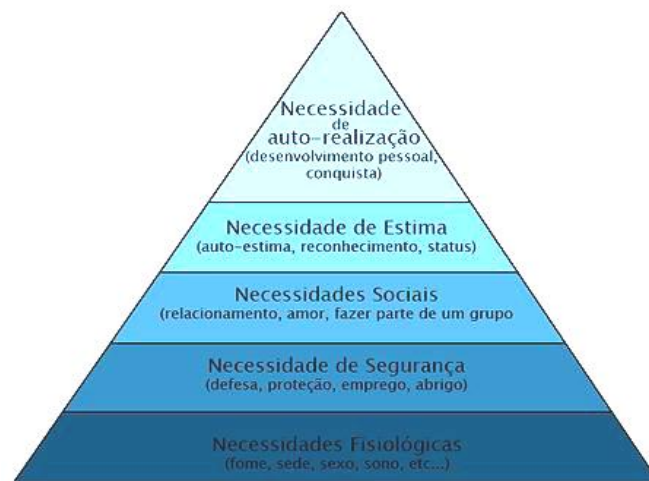 Necessidade
de
auto-realização
(desenvolvimento pessoal,
conquista)
Necessidade de Estima
(auto-estima, reconhecimento, status)
Necessidades Sociais
(relacionamento, amor, fazer parte de um grupo
Necessidade de Segurança
(defesa, proteção, emprego, abrigo)
Necessidades Fisiológicas
(fome, sede, sexo, sono, etc...)